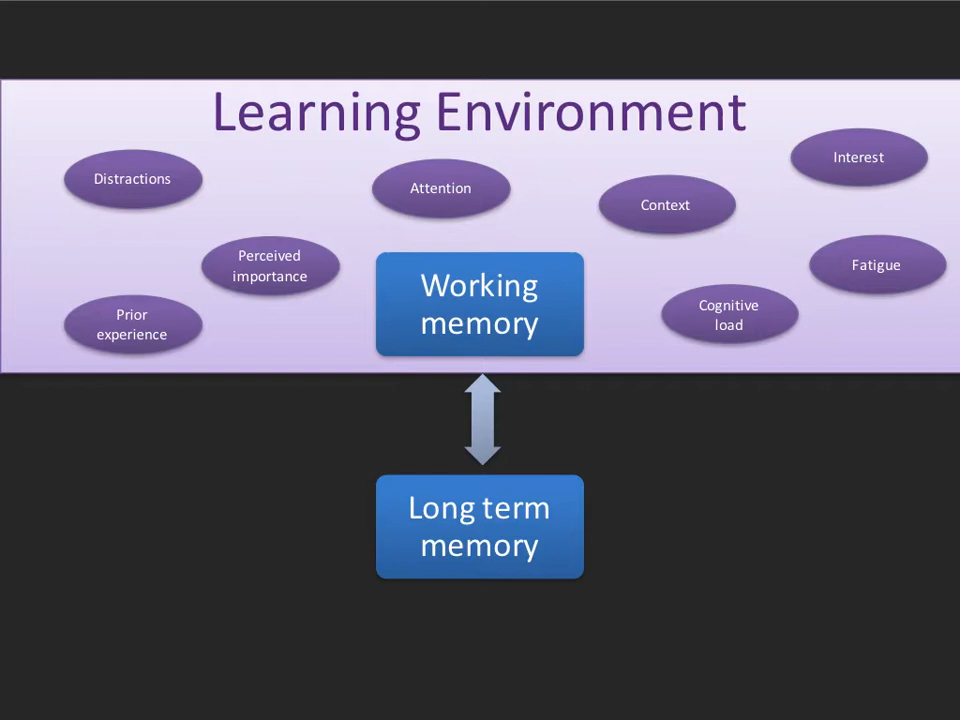 Learning Environment
Interest
Distractions
Attention
Context
Perceived
importance
Fatigue
Working
memory
Cognitive
load
Prior
experience
Long term
memory